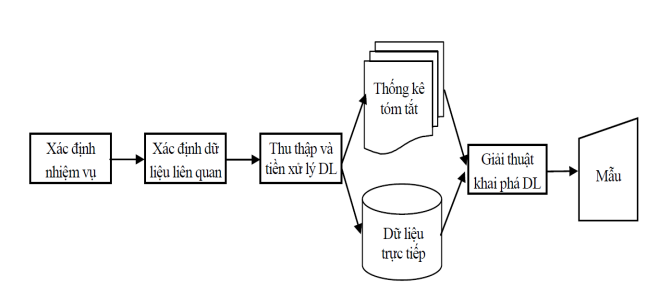 Xác định
nhiệm vụ
Xác định dữ
liệu liên quan
Thu thập và
tiền xử lý DL
Thống kê
tóm tắt
Dữ liệu
trực tiếp
Giải thuật
khai phá DL
Mẫu